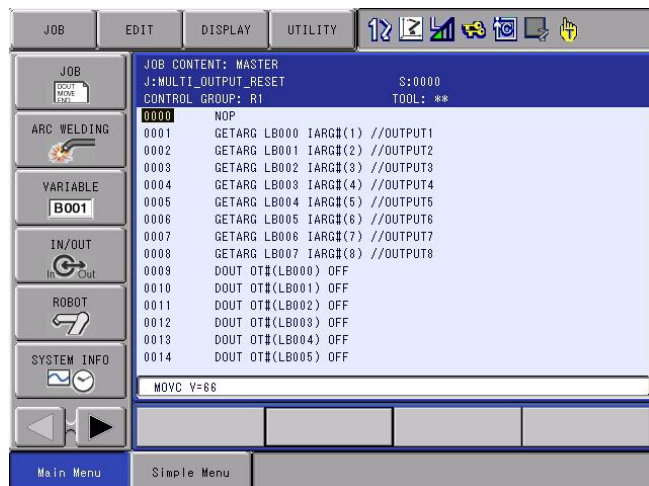 JOB
EDIT
DISPLAY
UTILITY
JOB
DOUT
MOVE
END
ARC WELDING
VARIABLE
B001
IN/OUT
In Out
ROBOT
SYSTEM INFO
JOB CONTENT: MASTER
J:MULTI_OUTPUT_RESET S:0000
CONTROL GROUP: R1 TOOL: **
0000 NOP
0001 GETARG LB000 IARG#(1) //OUTPUT1
0002 GETARG LB001 IARG#(2) //OUTPUT2
0003 GETARG LB002 IARG#(3) //OUTPUT3
0004 GETARG LB003 IARG#(4) //OUTPUT4
0005 GETARG LB004 IARG#(5) //OUTPUT5
0006 GETARG LB005 IARG#(6) //OUTPUT6
0007 GETARG LB006 IARG#(7) //OUTPUT7
0008 GETARG LB007 IARG#(8) //OUTPUT8
0009 DOUT OT#(LB000) OFF
0010 DOUT OT#(LB001) OFF
0011 DOUT OT#(LB002) OFF
0012 DOUT OT#(LB003) OFF
0013 DOUT OT#(LB004) OFF
0014 DOUT OT#(LB005) OFF
MOVC V=66
Main Menu
Simple Menu